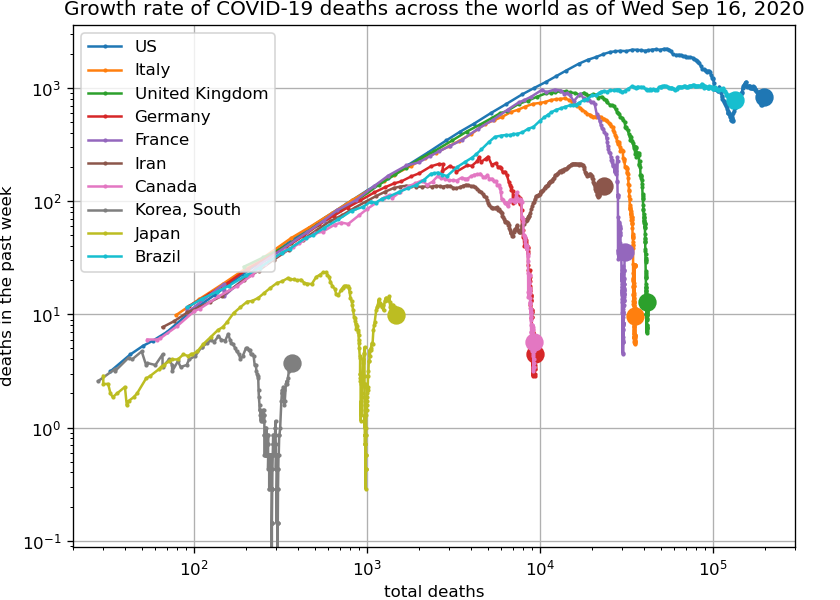 Growth rate of COVID-19 deaths across the world as of Wed Sep 16, 2020
US
Italy
United Kingdom
Germany
France
Iran
Canada
Korea, South
Japan
Brazil
deaths in the past week
10³
10²
10¹
10⁰
10⁻¹
10² 10³ 10⁴ 10⁵
total deaths